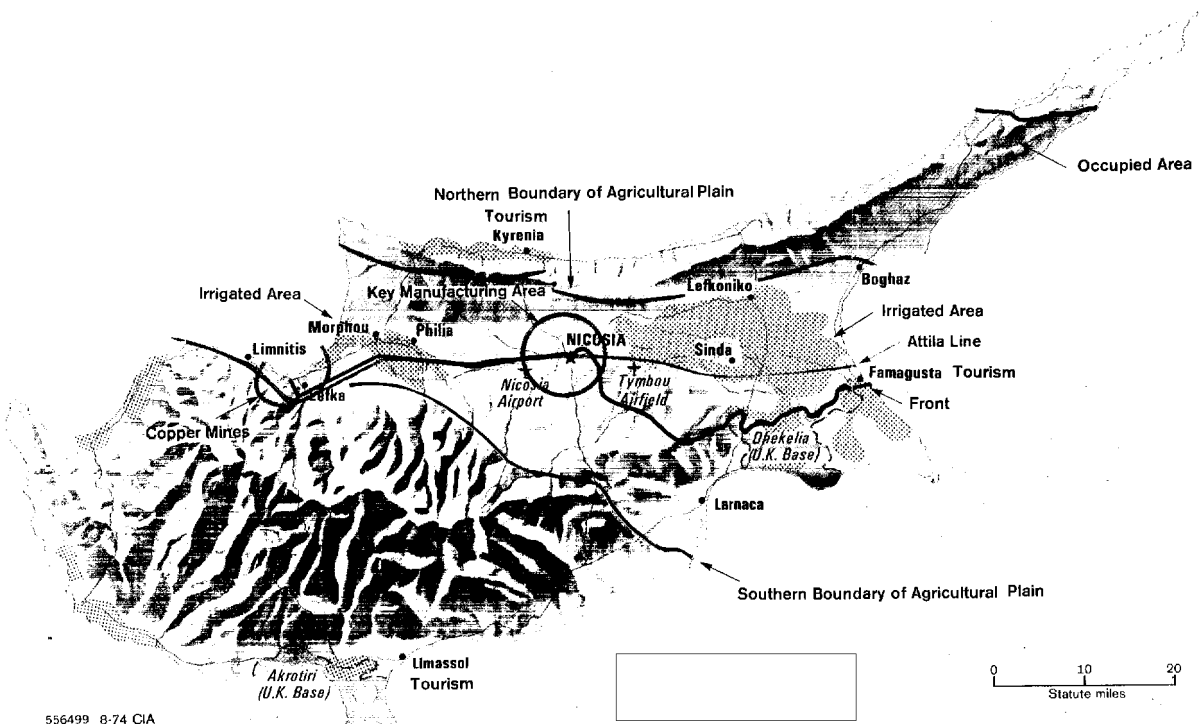 Occupied Area
Northern Boundary of Agricultural Plain
Tourism
Kyrenia
Boghaz
Lefkoniko
Key Manufacturing Area
Irrigated Area
Irrigated Area
Morphou
Philia
NICOSIA
Attila Line
Limnitis
Sinda
Famagusta Tourism
Lefka
Nicosia
Airport
Tymbou
Airfield
Front
Copper Mines
Dhekelia
(U.K. Base)
Larnaca
Southern Boundary of Agricultural Plain
Limassol
Tourism
Akrotiri
(U.K. Base)
0 10 20
Statute miles
556499 8-74 CIA